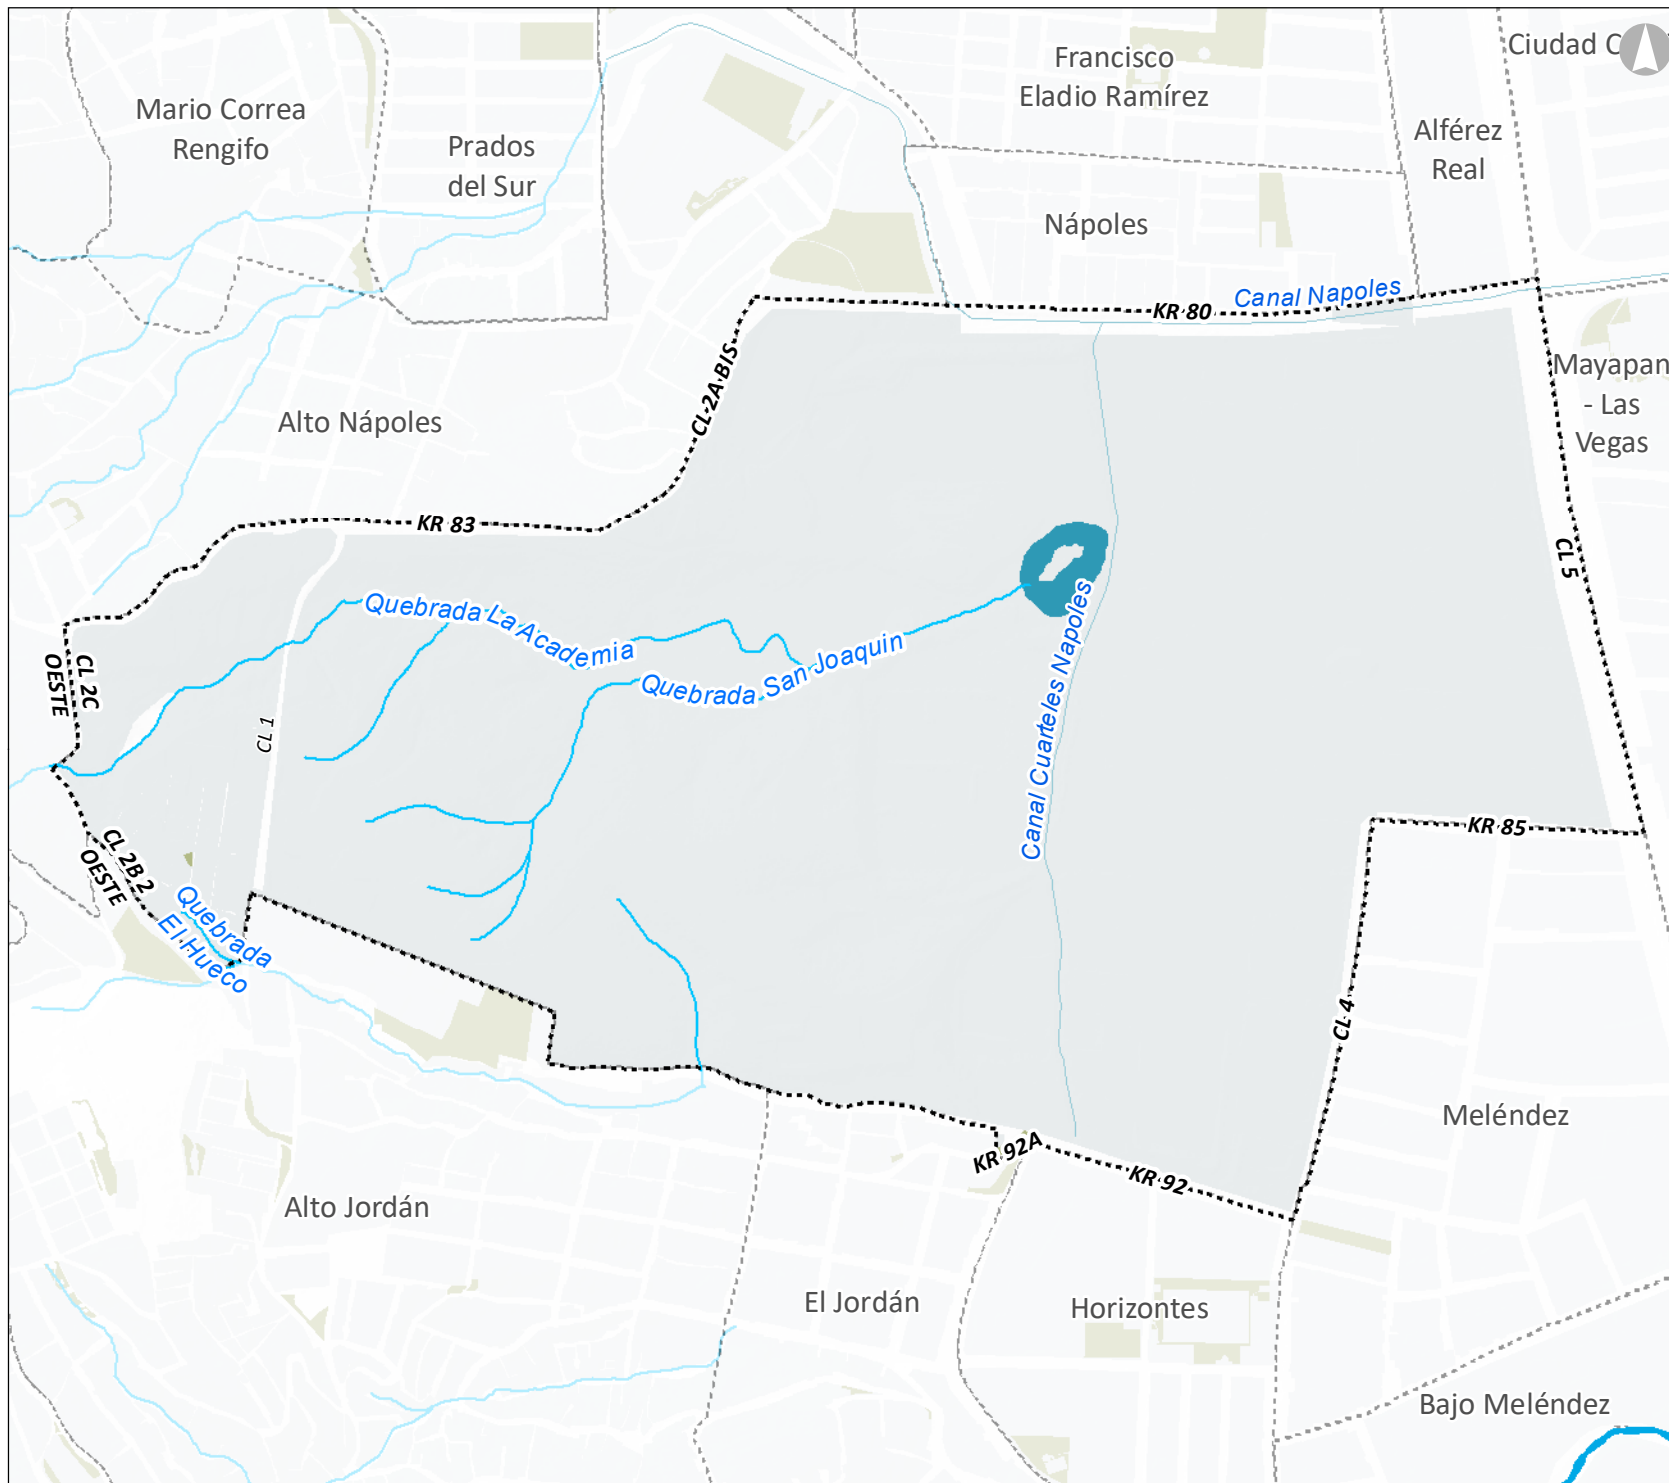 Ciudad C
Francisco
Eladio Ramírez
Mario Correa
Rengifo
Prados
del Sur
Alférez
Real
Nápoles
Canal Napoles
KR 80
Mayapan
- Las
Vegas
CL 2A BIS
Alto Nápoles
KR 83
CL 5
Quebrada La Academia
Quebrada San Joaquin
Canal Cuarteles Napoles
CL 2C
OESTE
CL 1
KR 85
CL 2B 2
OESTE
Quebrada
El Hueco
CL 4
Meléndez
KR 92A
KR 92
Alto Jordán
El Jordán
Horizontes
Bajo Meléndez